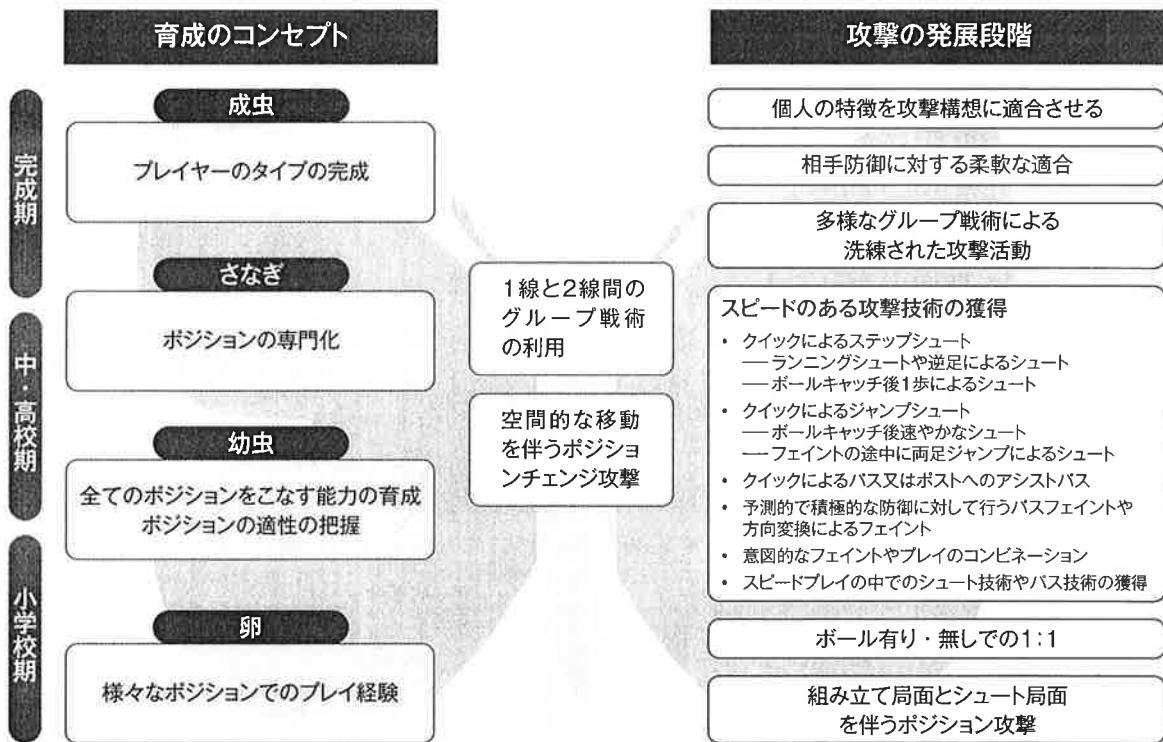 育成のコンセプト
攻撃の発展段階
完成期
中・高校期
小学校期
成虫
プレイヤーのタイプの完成
さなぎ
ポジションの専門化
幼虫
全てのポジションをこなす能力の育成
ポジションの適性の把握
卵
様々なポジションでのプレイ経験
1線と2線間の
グループ戦術
の利用
空間的な移動
を伴うポジショ
ンチェンジ攻撃
個人の特徴を攻撃構想に適合させる
相手防御に対する柔軟な適合
多様なグループ戦術による
洗練された攻撃活動
スピードのある攻撃技術の獲得
・ クイックによるステップシュート
―ランニングシュートや逆足によるシュート
―ボールキャッチ後1歩によるシュート
・ クイックによるジャンプシュート
―ボールキャッチ後速やかなシュート
―フェイントの途中に両足ジャンプによるシュート
・ クイックによるパス又はポストへのアシストパス
・ 予測的で積極的な防御に対して行うパスフェイントや
方向変換によるフェイント
・ 意図的なフェイントやプレイのコンビネーション
・ スピードプレイの中でのシュート技術やパス技術の獲得
ボール有り・無しでの1:1
組み立て局面とシュート局面
を伴うポジション攻撃